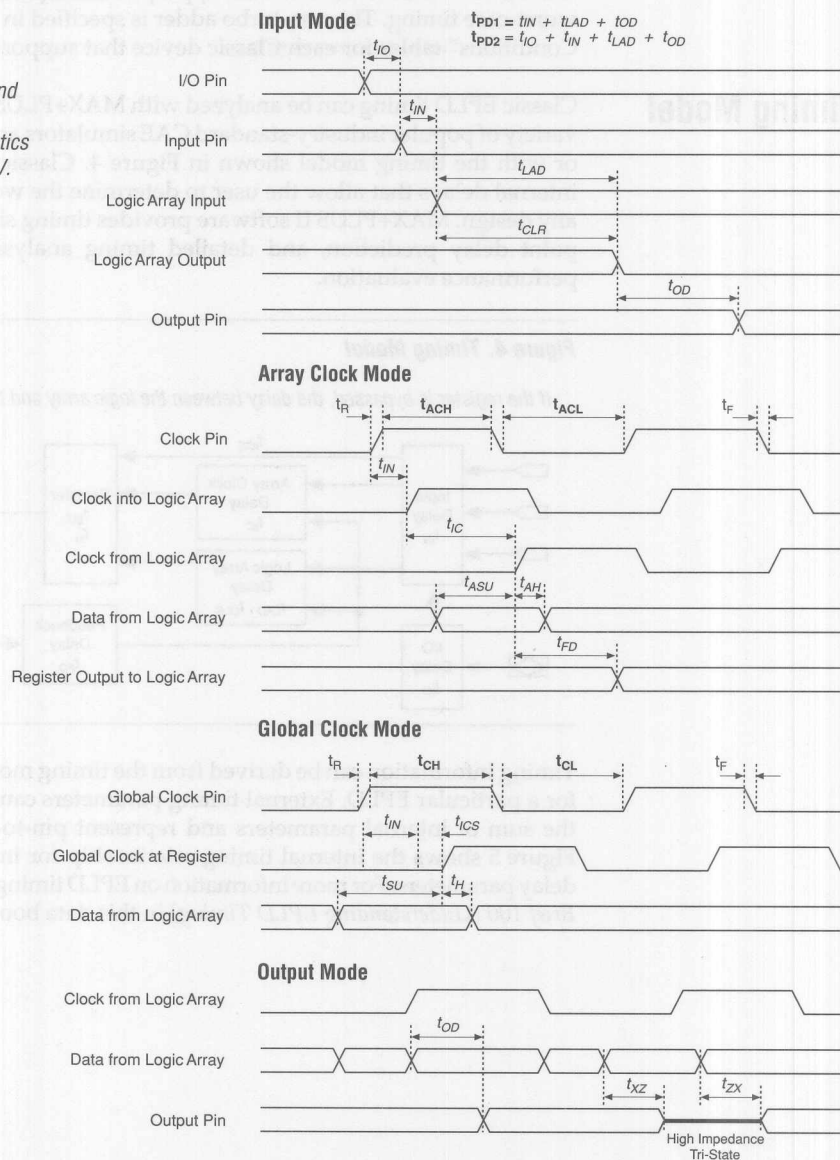 nd
tics
y.
Input Mode
tPD1 = tIN + tLAD + tOD
tPD2 = tIO + tIN + tLAD + tOD
tIO
I/O Pin
tIN
Input Pin
tLAD
Logic Array Input
tCLR
Logic Array Output
tOD
Output Pin
Array Clock Mode
tR tACH tACL tF
Clock Pin
tIN
Clock into Logic Array
tIC
Clock from Logic Array
tASU tAH
Data from Logic Array
tFD
Register Output to Logic Array
Global Clock Mode
tR tCH tCL tF
Global Clock Pin
tIN tICS
Global Clock at Register
tSU tH
Data from Logic Array
Output Mode
Clock from Logic Array
tOD
Data from Logic Array
tXZ tZX
Output Pin
High Impedance
Tri-State